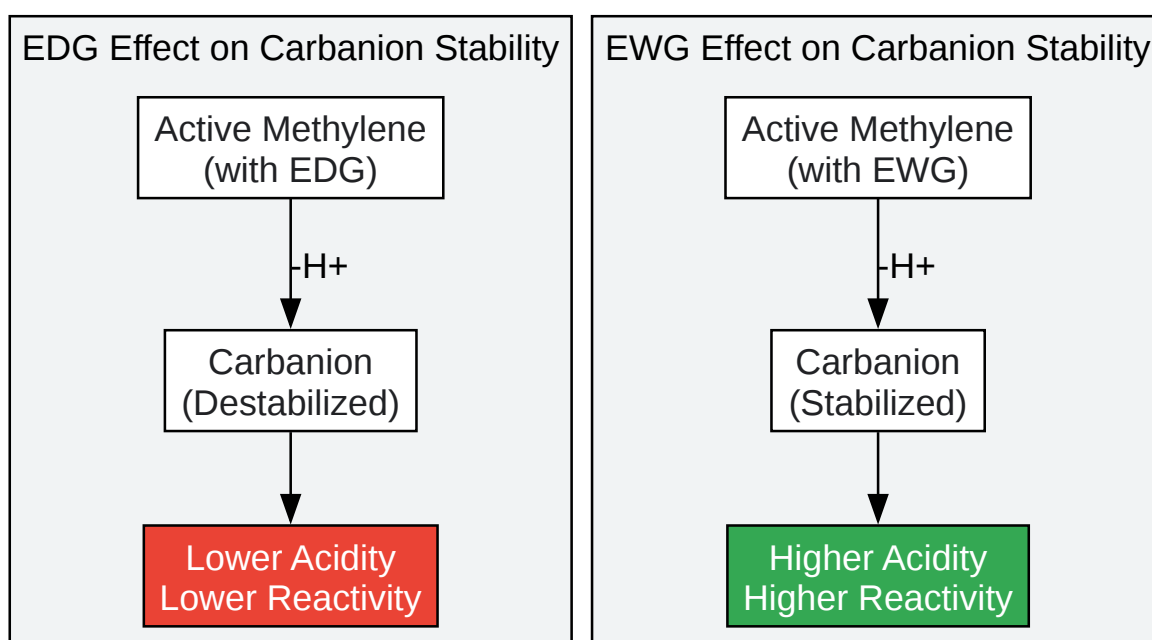 EDG Effect on Carbanion Stability
Active Methylene
(with EDG)
-H+
Carbanion
(Destabilized)
Lower Acidity
Lower Reactivity
EWG Effect on Carbanion Stability
Active Methylene
(with EWG)
-H+
Carbanion
(Stabilized)
Higher Acidity
Higher Reactivity